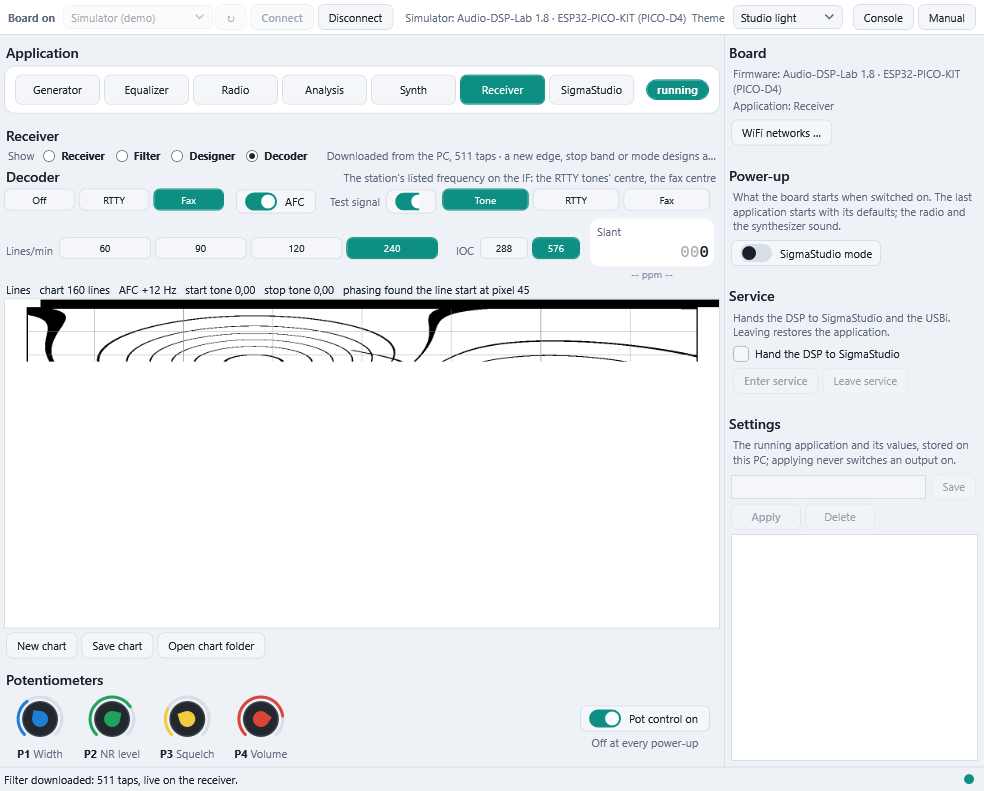 Board on Simulator (demo) Connect Disconnect Simulator: Audio-DSP-Lab 1.8 · ESP32-PICO-KIT (PICO-D4) Theme Studio light Console Manual
Application
Generator Equalizer Radio Analysis Synth Receiver SigmaStudio running
Receiver
Show Receiver Filter Designer Decoder Downloaded from the PC, 511 taps · a new edge, stop band or mode designs a...
Decoder The station's listed frequency on the IF: the RTTY tones' centre, the fax centre
Off RTTY Fax AFC Test signal Tone RTTY Fax
Lines/min 60 90 120 240 IOC 288 576 Slant
000
-- ppm --
Lines chart 160 lines AFC +12 Hz start tone 0,00 stop tone 0,00 phasing found the line start at pixel 45
New chart Save chart Open chart folder
Potentiometers
Pot control on
Off at every power-up
P1 Width P2 NR level P3 Squelch P4 Volume
Board
Firmware: Audio-DSP-Lab 1.8 · ESP32-PICO-KIT
(PICO-D4)
Application: Receiver
WiFi networks ...
Power-up
What the board starts when switched on. The last
application starts with its defaults; the radio and
the synthesizer sound.
SigmaStudio mode
Service
Hands the DSP to SigmaStudio and the USBi.
Leaving restores the application.
Hand the DSP to SigmaStudio
Enter service Leave service
Settings
The running application and its values, stored on
this PC; applying never switches an output on.
Save
Apply Delete
Filter downloaded: 511 taps, live on the receiver.